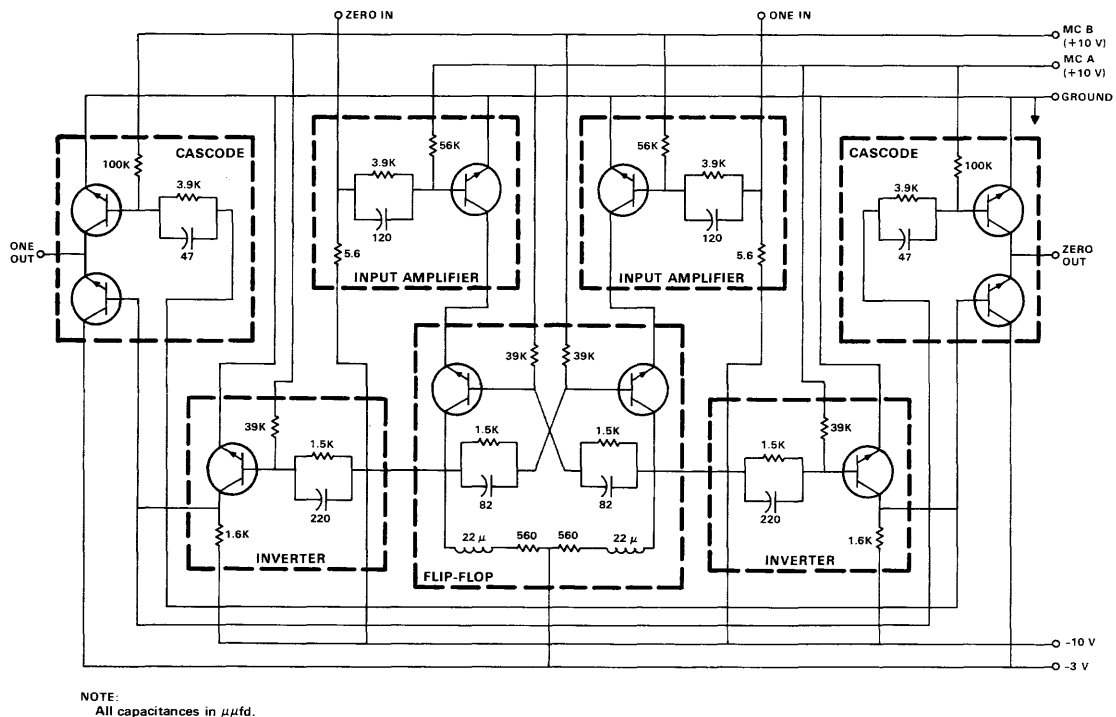 ZERO IN
ONE IN
MC B
(+10 V)
MC A
(+10 V)
GROUND
CASCODE
100K
3.9K
47
ONE
OUT
56K
3.9K
120
5.6
INPUT AMPLIFIER
56K
3.9K
120
5.6
INPUT AMPLIFIER
CASCODE
100K
3.9K
47
ZERO
OUT
39K
1.5K
220
1.6K
INVERTER
39K
39K
1.5K
1.5K
82
82
22 μ
560
560
22 μ
FLIP-FLOP
39K
1.5K
220
1.6K
INVERTER
-10 V
-3 V
NOTE:
All capacitances in μμfd.